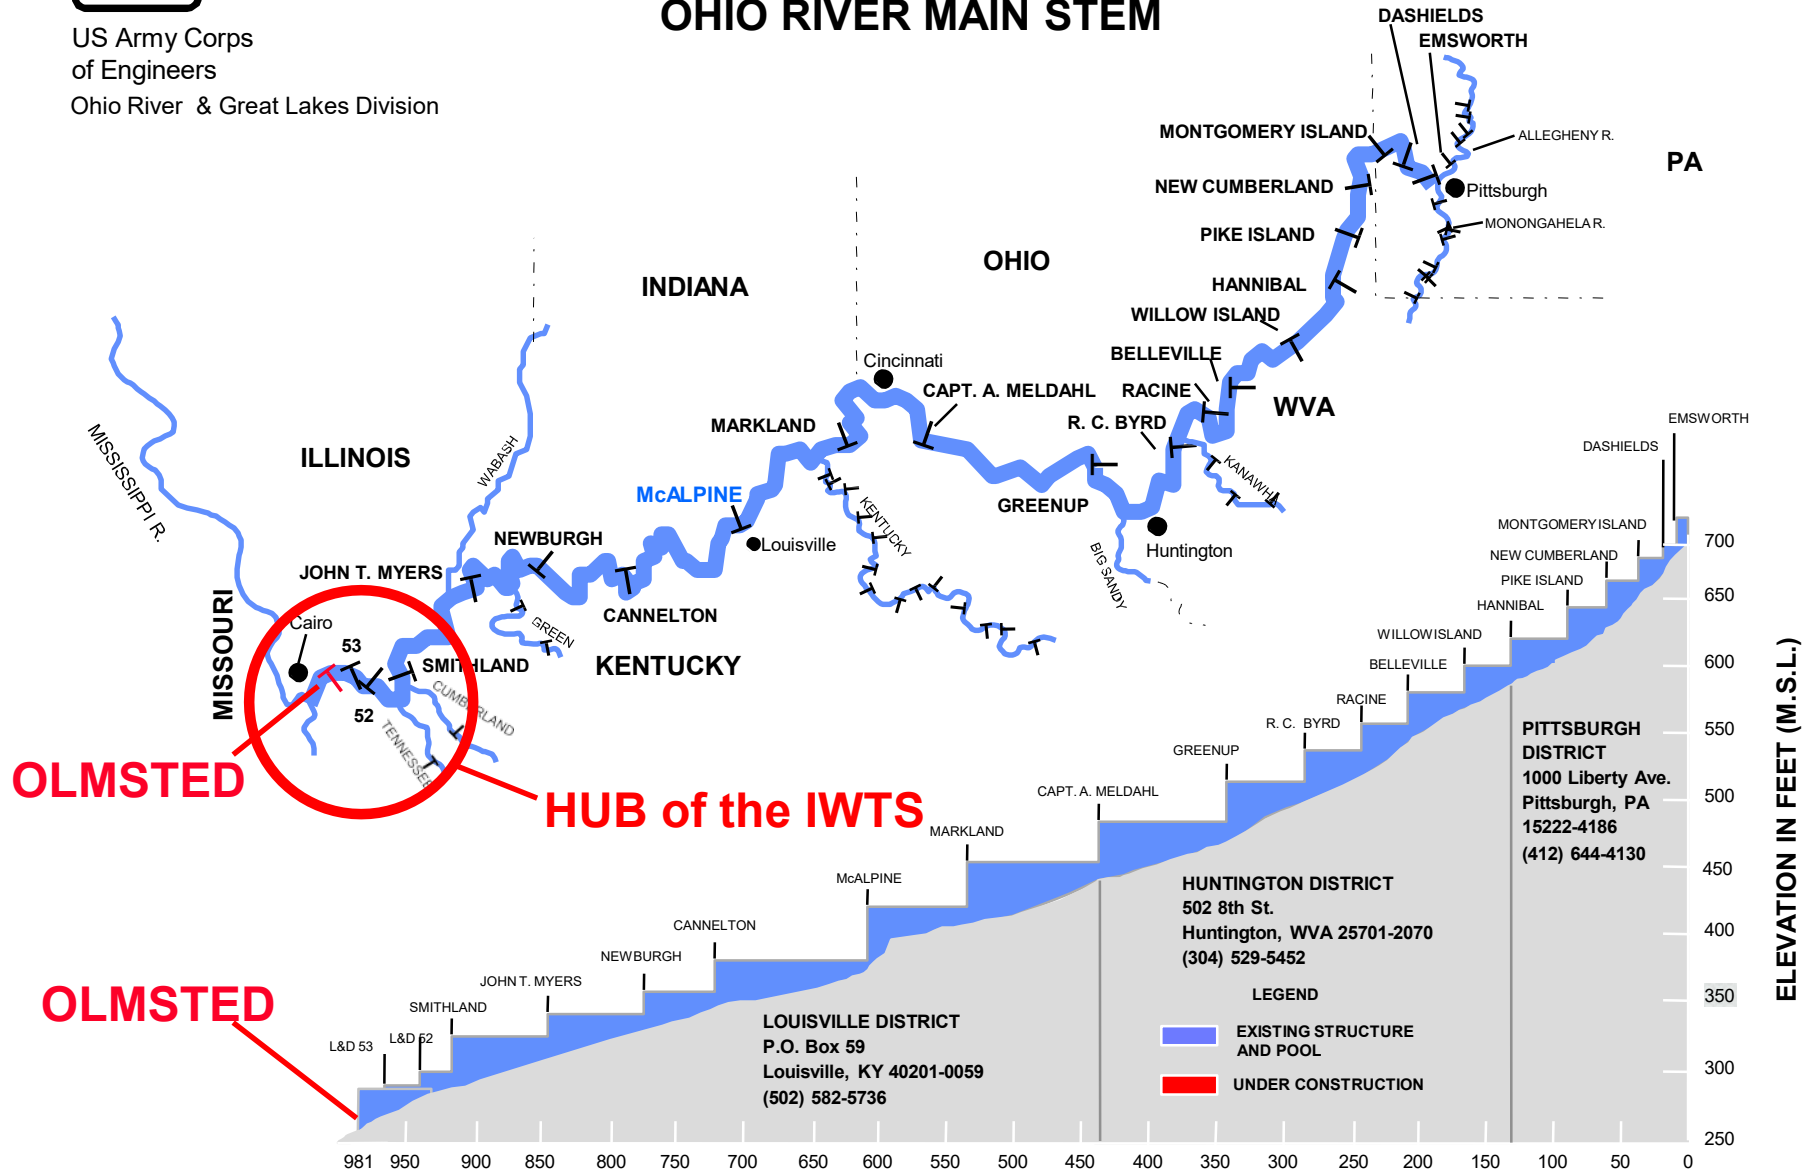 OHIO RIVER MAIN STEM
US Army Corps
of Engineers
Ohio River & Great Lakes Division
DASHIELDS
EMSWORTH
MONTGOMERY ISLAND
ALLEGHENY R.
PA
NEW CUMBERLAND
Pittsburgh
MONONGAHELA R.
PIKE ISLAND
OHIO
INDIANA
HANNIBAL
WILLOW ISLAND
BELLEVILLE
Cincinnati
CAPT. A. MELDAHL
RACINE
WVA
R. C. BYRD
MARKLAND
MISSISSIPPI R.
ILLINOIS
WABASH
KANAWHA
McALPINE
GREENUP
KENTUCKY
NEWBURGH
Louisville
Huntington
BIG SANDY
JOHN T. MYERS
CANNELTON
MISSOURI
Cairo
GREEN
53
SMITHLAND
KENTUCKY
CUMBERLAND
52
TENNESSEE
OLMSTED
HUB of the IWTS
EMSWORTH
DASHIELDS
MONTGOMERY ISLAND
NEW CUMBERLAND
PIKE ISLAND
HANNIBAL
WILLOW ISLAND
BELLEVILLE
RACINE
R. C. BYRD
GREENUP
CAPT. A. MELDAHL
MARKLAND
McALPINE
CANNELTON
NEWBURGH
JOHN T. MYERS
SMITHLAND
L&D 52
L&D 53
OLMSTED
PITTSBURGH
DISTRICT
1000 Liberty Ave.
Pittsburgh, PA
15222-4186
(412) 644-4130
HUNTINGTON DISTRICT
502 8th St.
Huntington, WVA 25701-2070
(304) 529-5452
LEGEND
EXISTING STRUCTURE
AND POOL
UNDER CONSTRUCTION
LOUISVILLE DISTRICT
P.O. Box 59
Louisville, KY 40201-0059
(502) 582-5736
700
650
600
550
500
450
400
350
300
250
ELEVATION IN FEET (M.S.L.)
981 950 900 850 800 750 700 650 600 550 500 450 400 350 300 250 200 150 100 50 0